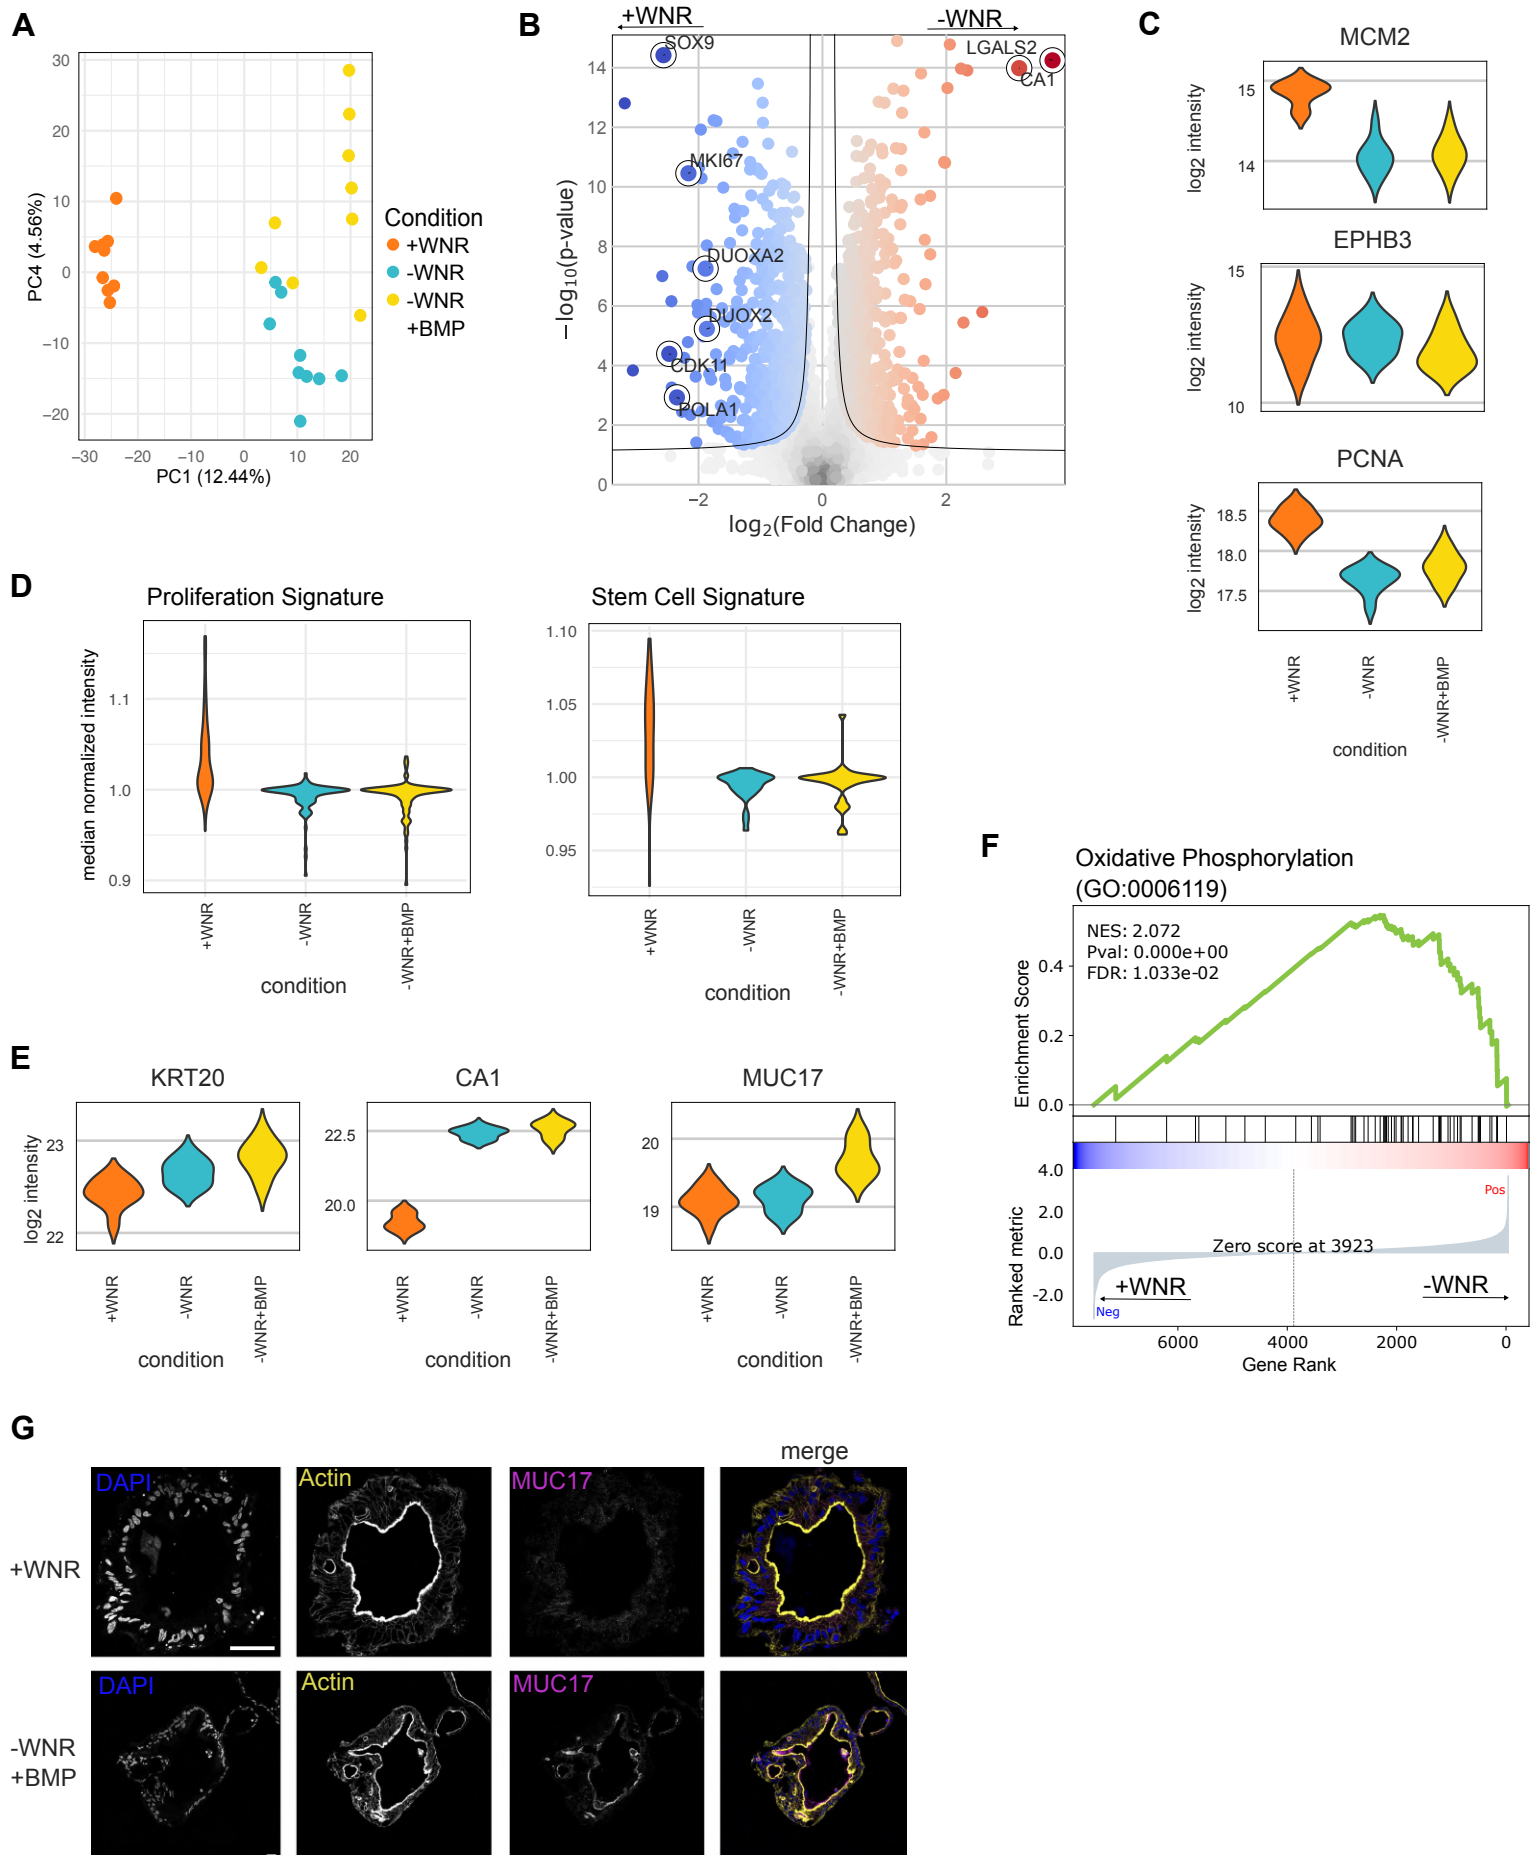 A
30
20
10
0
−10
−20
PC4 (4.56%)
−30
−20
−10
0
10
20
PC1 (12.44%)
Condition
+WNR
-WNR
-WNR
+BMP
B
+WNR
-WNR
SOX9
LGALS2
CA1
MKI67
DUOXA2
DUOX2
CDK11
POLA1
14
12
10
8
6
4
2
0
−log10(p-value)
−2
0
2
log2(Fold Change)
C
MCM2
15
14
log2 intensity
EPHB3
15
10
log2 intensity
PCNA
18.5
18.0
17.5
log2 intensity
+WNR
-WNR
-WNR+BMP
condition
D
Proliferation Signature
median normalized intensity
1.1
1.0
0.9
+WNR
-WNR
-WNR+BMP
condition
Stem Cell Signature
1.10
1.05
1.00
0.95
+WNR
-WNR
-WNR+BMP
condition
E
KRT20
log2 intensity
23
22
+WNR
-WNR
-WNR+BMP
condition
CA1
22.5
20.0
+WNR
-WNR
-WNR+BMP
condition
MUC17
20
19
+WNR
-WNR
-WNR+BMP
condition
F
Oxidative Phosphorylation
(GO:0006119)
NES: 2.072
Pval: 0.000e+00
FDR: 1.033e-02
Enrichment Score
0.4
0.2
0.0
Ranked metric
4.0
2.0
0.0
-2.0
Pos
Zero score at 3923
+WNR
-WNR
Neg
6000
4000
2000
0
Gene Rank
G
merge
DAPI
Actin
MUC17
+WNR
DAPI
Actin
MUC17
-WNR
+BMP